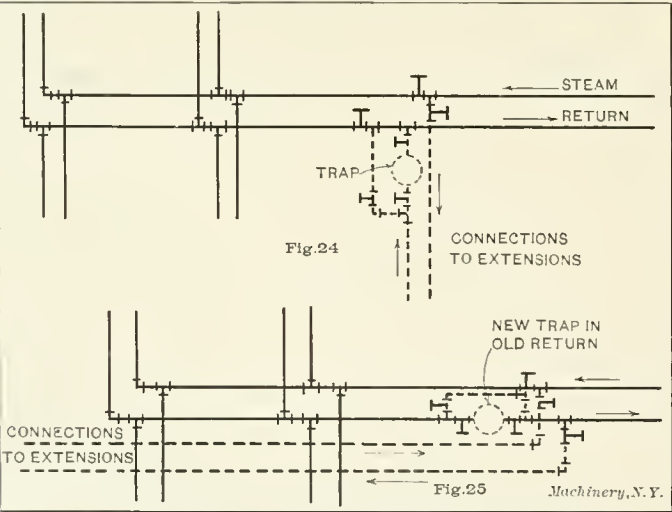 STEAM
RETURN
TRAP
Fig.24
CONNECTIONS
TO EXTENSIONS
NEW TRAP IN
OLD RETURN
CONNECTIONS
TO EXTENSIONS
Fig.25
Machinery, N.Y.